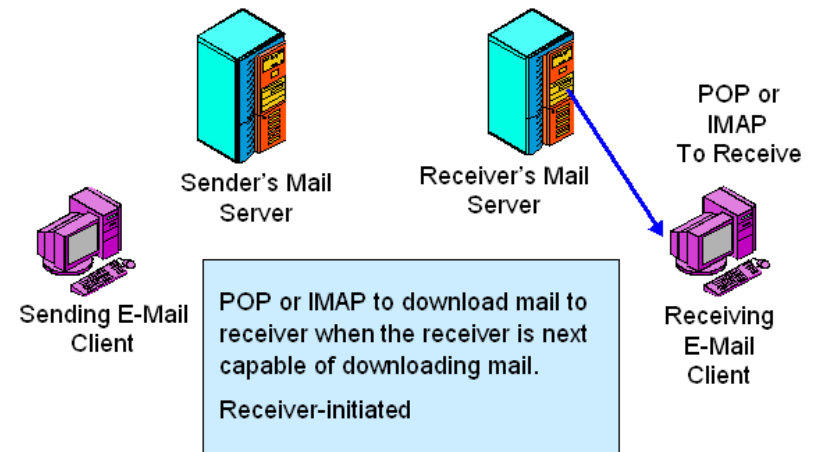 POP or
IMAP
To Receive
Sender's Mail
Server
Receiver's Mail
Server
Sending E-Mail
Client
POP or IMAP to download mail to
receiver when the receiver is next
capable of downloading mail.
Receiver-initiated
Receiving
E-Mail
Client